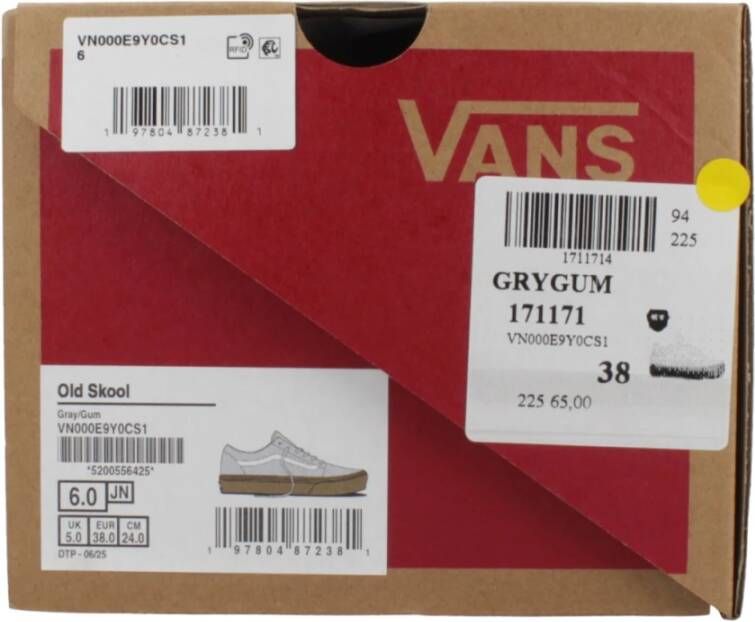 VN000E9Y0CS1
6
RFID
1 97804 87238 1
VANS
94
225
1711714
GRYGUM
171171
VN000E9Y0CS1
38
225 65,00
Old Skool
Gray/Gum
VN000E9Y0CS1
*5200556425*
6.0 JN
UK EUR CM
5.0 38.0 24.0
DTP - 06/25
1 97804 87238 1